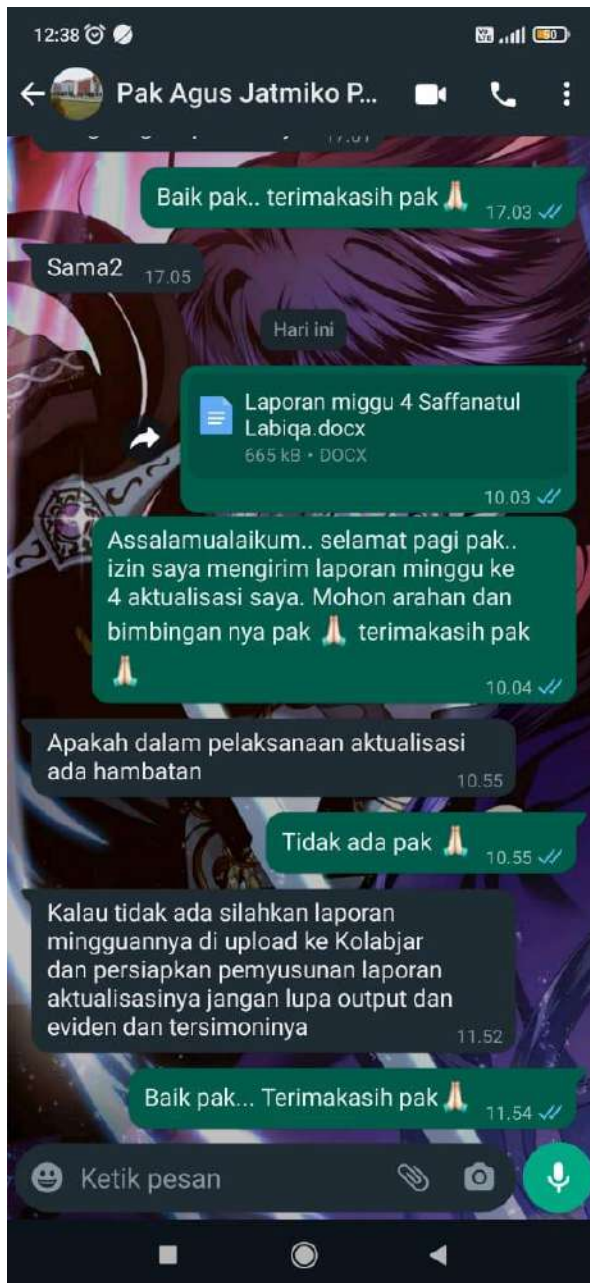 12:38
Vo LTE
50
Pak Agus Jatmiko P...
17.01
Baik pak.. terimakasih pak 🙏🏻
17.03
Sama2
17.05
Hari ini
Laporan miggu 4 Saffanatul
Labiqa.docx
665 kB • DOCX
10.03
Assalamualaikum.. selamat pagi pak..
izin saya mengirim laporan minggu ke
4 aktualisasi saya. Mohon arahan dan
bimbingan nya pak 🙏🏻 terimakasih pak
🙏🏻
10.04
Apakah dalam pelaksanaan aktualisasi
ada hambatan
10.55
Tidak ada pak 🙏🏻
10.55
Kalau tidak ada silahkan laporan
mingguannya di upload ke Kolabjar
dan persiapkan pemyusunan laporan
aktualisasinya jangan lupa output dan
eviden dan tersimoninya
11.52
Baik pak... Terimakasih pak 🙏🏻
11.54
Ketik pesan